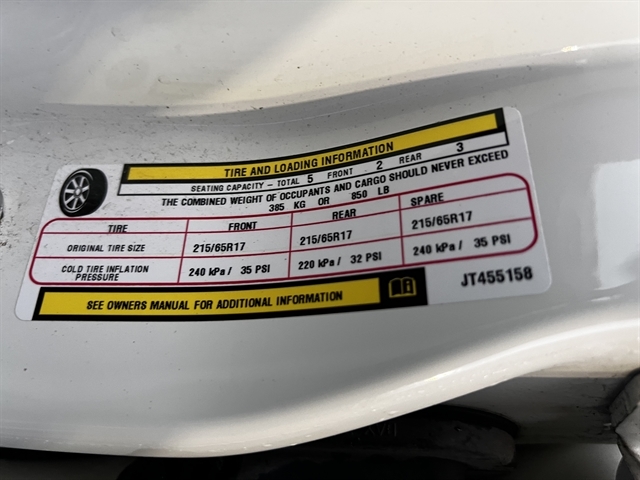 TIRE AND LOADING INFORMATION
SEATING CAPACITY - TOTAL 5 FRONT 2 REAR 3
THE COMBINED WEIGHT OF OCCUPANTS AND CARGO SHOULD NEVER EXCEED
385 KG OR 850 LB
TIRE FRONT REAR SPARE
ORIGINAL TIRE SIZE 215/65R17 215/65R17 215/65R17
COLD TIRE INFLATION PRESSURE 240 kPa / 35 PSI 220 kPa / 32 PSI 240 kPa / 35 PSI
SEE OWNERS MANUAL FOR ADDITIONAL INFORMATION
JT455158